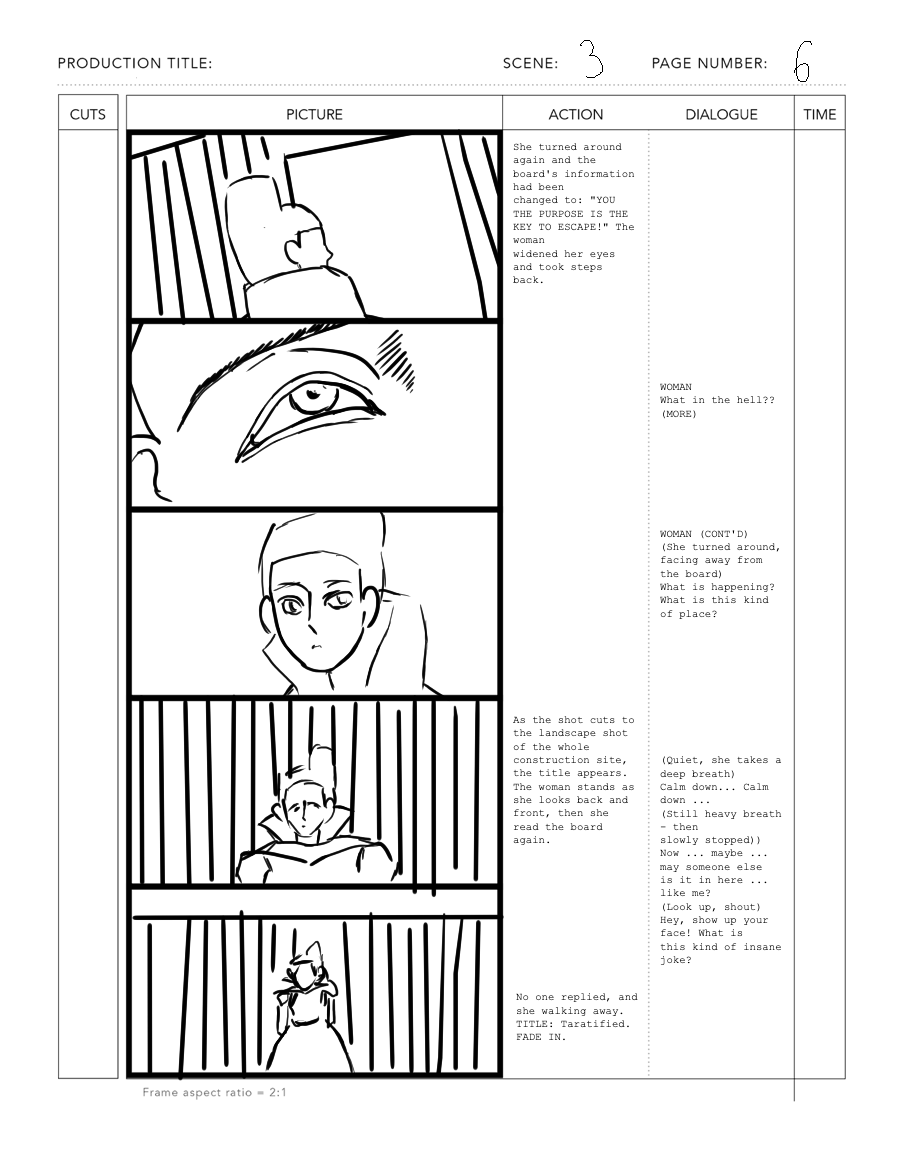 PRODUCTION TITLE:
SCENE: 3
PAGE NUMBER: 6
CUTS
PICTURE
ACTION
DIALOGUE
TIME
She turned around
again and the
board's information
had been
changed to: "YOU
THE PURPOSE IS THE
KEY TO ESCAPE!" The
woman
widened her eyes
and took steps
back.
WOMAN
What in the hell??
(MORE)
WOMAN (CONT'D)
(She turned around,
facing away from
the board)
What is happening?
What is this kind
of place?
As the shot cuts to
the landscape shot
of the whole
construction site,
the title appears.
The woman stands as
she looks back and
front, then she
read the board
again.
(Quiet, she takes a
deep breath)
Calm down... Calm
down ...
(Still heavy breath
- then
slowly stopped))
Now ... maybe ...
may someone else
is it in here ...
like me?
(Look up, shout)
Hey, show up your
face! What is
this kind of insane
joke?
No one replied, and
she walking away.
TITLE: Taratified.
FADE IN.
Frame aspect ratio = 2:1